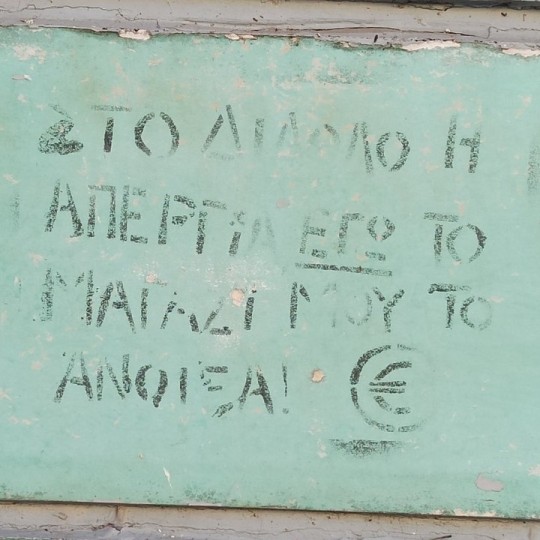 ΣΤΟ ΔΙΑΟΛΟ Η
ΑΠΕΡΓΙΑ ΕΓΩ ΤΟ
ΜΑΓΑΖΙ ΜΟΥ ΤΟ
ΑΝΟΙΞΑ! €